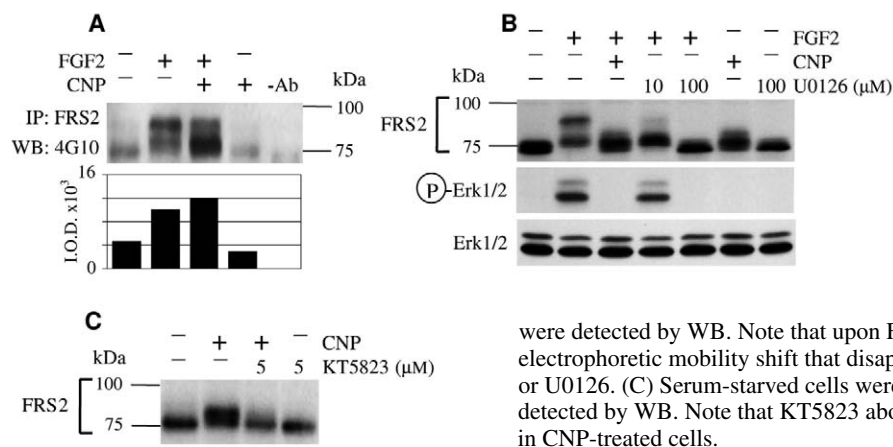 A
FGF2 − + + −
CNP − − + + -Ab kDa
IP: FRS2 100
WB: 4G10 75
16
I.O.D. x10³
0
B
− + + + + − − FGF2
− − + − − + − CNP
kDa − − − 10 100 − 100 U0126 (µM)
100
FRS2
75
P-Erk1/2
Erk1/2
C
− + + − CNP
kDa − − 5 5 KT5823 (µM)
100
FRS2
75
were detected by WB. Note that upon F
electrophoretic mobility shift that disap
or U0126. (C) Serum-starved cells were
detected by WB. Note that KT5823 abo
in CNP-treated cells.